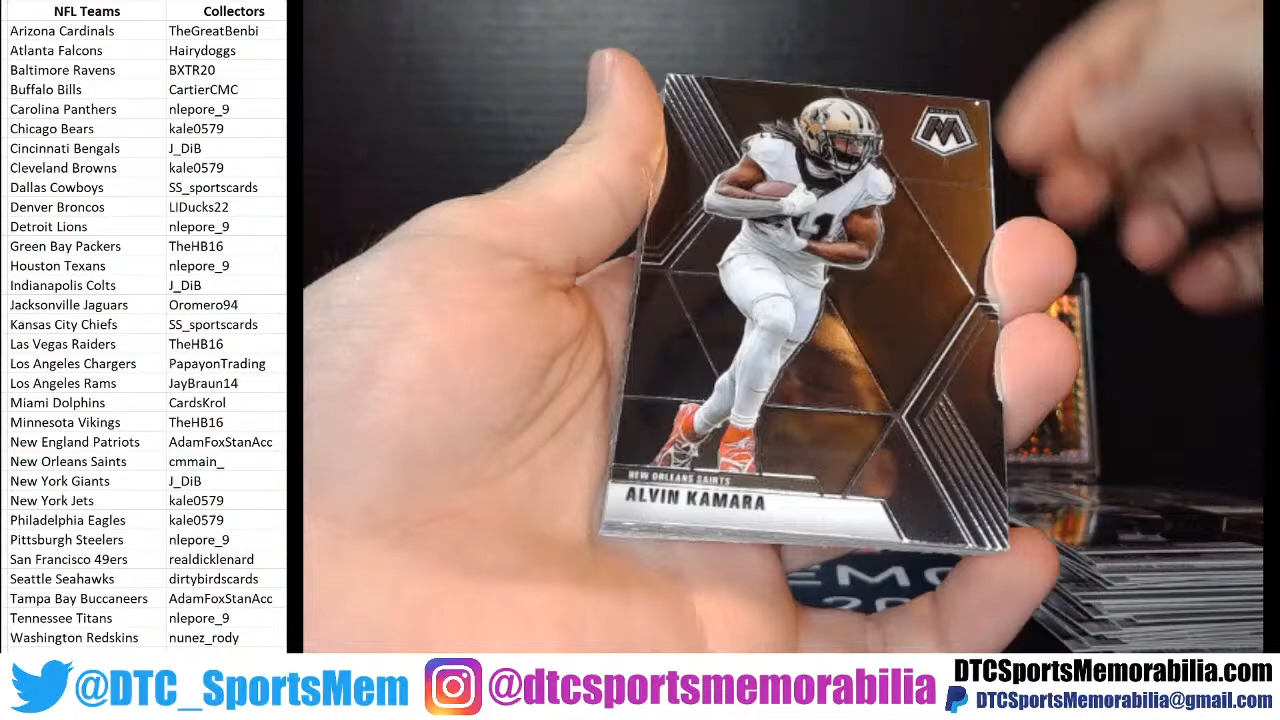 NFL Teams Collectors
Arizona Cardinals TheGreatBenbi
Atlanta Falcons Hairydoggs
Baltimore Ravens BXTR20
Buffalo Bills CartierCMC
Carolina Panthers nlepore_9
Chicago Bears kale0579
Cincinnati Bengals J_DiB
Cleveland Browns kale0579
Dallas Cowboys SS_sportscards
Denver Broncos LIDucks22
Detroit Lions nlepore_9
Green Bay Packers TheHB16
Houston Texans nlepore_9
Indianapolis Colts J_DiB
Jacksonville Jaguars Oromero94
Kansas City Chiefs SS_sportscards
Las Vegas Raiders TheHB16
Los Angeles Chargers PapayonTrading
Los Angeles Rams JayBraun14
Miami Dolphins CardsKrol
Minnesota Vikings TheHB16
New England Patriots AdamFoxStanAcc
New Orleans Saints cmmain_
New York Giants J_DiB
New York Jets kale0579
Philadelphia Eagles kale0579
Pittsburgh Steelers nlepore_9
San Francisco 49ers realdicklenard
Seattle Seahawks dirtybirdscards
Tampa Bay Buccaneers AdamFoxStanAcc
Tennessee Titans nlepore_9
Washington Redskins nunez_rody
NEW ORLEANS SAINTS
ALVIN KAMARA
@DTC_SportsMem
@dtcsportsmemorabilia
DTCSportsMemorabilia.com
DTCSportsMemorabilia@gmail.com